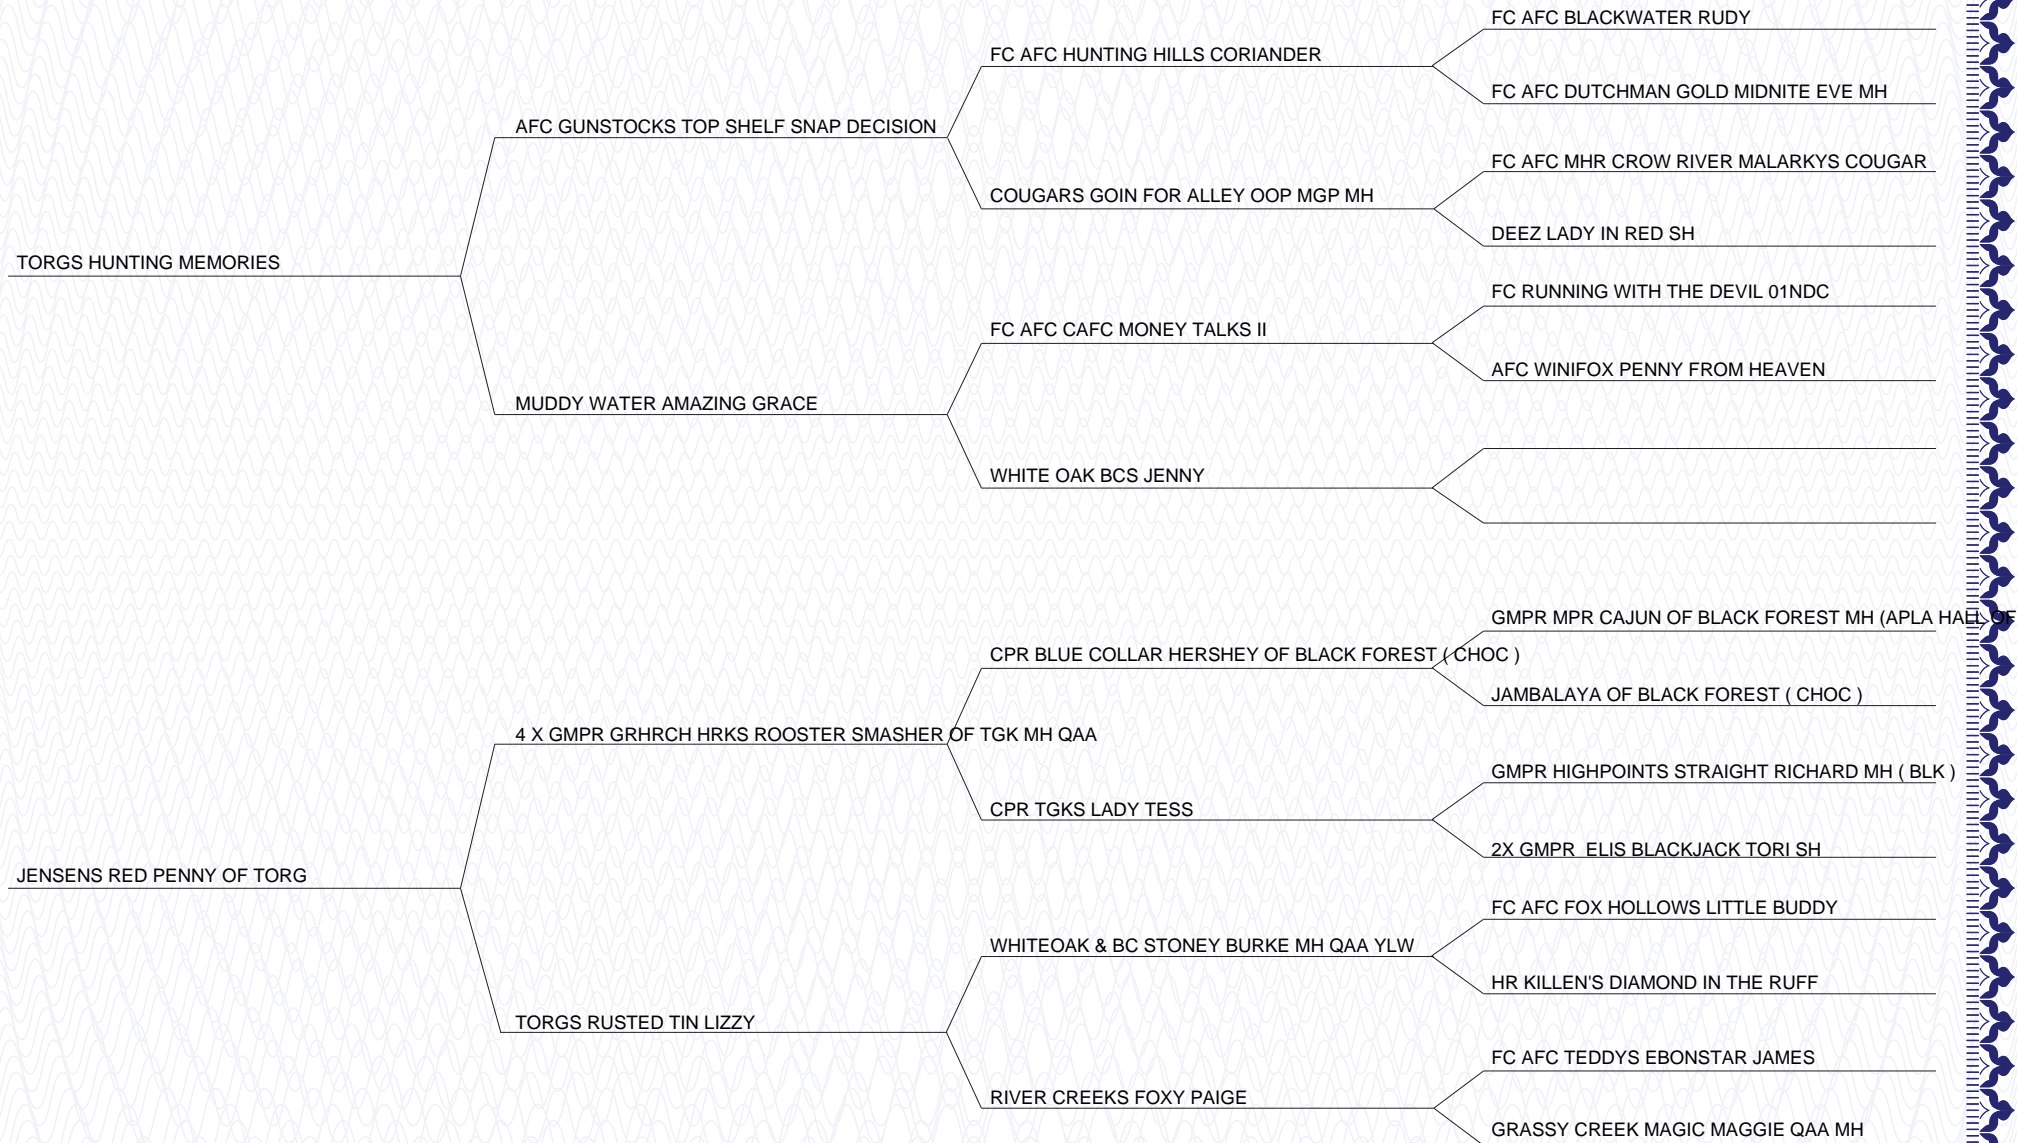 FC AFC BLACKWATER RUDY
FC AFC HUNTING HILLS CORIANDER
FC AFC DUTCHMAN GOLD MIDNITE EVE MH
AFC GUNSTOCKS TOP SHELF SNAP DECISION
FC AFC MHR CROW RIVER MALARKYS COUGAR
COUGARS GOIN FOR ALLEY OOP MGP MH
DEEZ LADY IN RED SH
TORGS HUNTING MEMORIES
FC RUNNING WITH THE DEVIL 01NDC
FC AFC CAFC MONEY TALKS II
AFC WINIFOX PENNY FROM HEAVEN
MUDDY WATER AMAZING GRACE
WHITE OAK BCS JENNY
GMPR MPR CAJUN OF BLACK FOREST MH (APLA HALL OF
CPR BLUE COLLAR HERSHEY OF BLACK FOREST ( CHOC )
JAMBALAYA OF BLACK FOREST ( CHOC )
4 X GMPR GRHRCH HRKS ROOSTER SMASHER OF TGK MH QAA
GMPR HIGHPOINTS STRAIGHT RICHARD MH ( BLK )
CPR TGKS LADY TESS
2X GMPR  ELIS BLACKJACK TORI SH
JENSENS RED PENNY OF TORG
FC AFC FOX HOLLOWS LITTLE BUDDY
WHITEOAK & BC STONEY BURKE MH QAA YLW
HR KILLEN'S DIAMOND IN THE RUFF
TORGS RUSTED TIN LIZZY
FC AFC TEDDYS EBONSTAR JAMES
RIVER CREEKS FOXY PAIGE
GRASSY CREEK MAGIC MAGGIE QAA MH